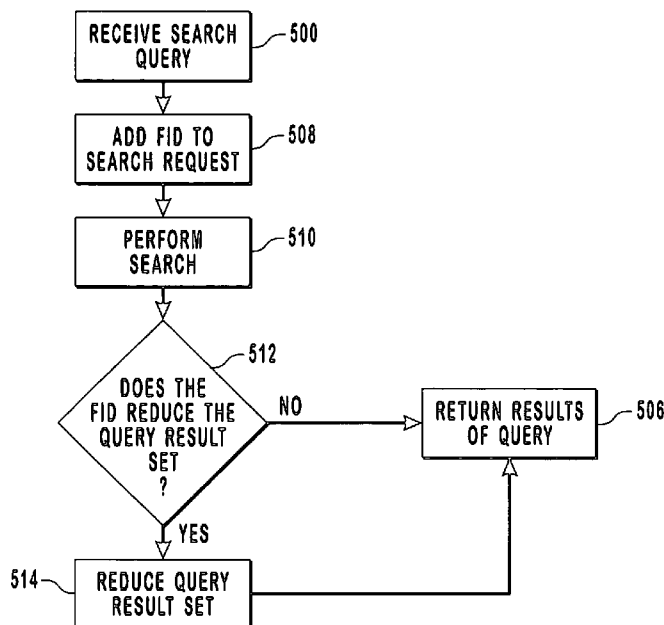 RECEIVE SEARCH
QUERY
500
ADD FID TO
SEARCH REQUEST
508
PERFORM
SEARCH
510
512
DOES THE
FID REDUCE THE
QUERY RESULT
SET
?
NO
RETURN RESULTS
OF QUERY
506
YES
514
REDUCE QUERY
RESULT SET